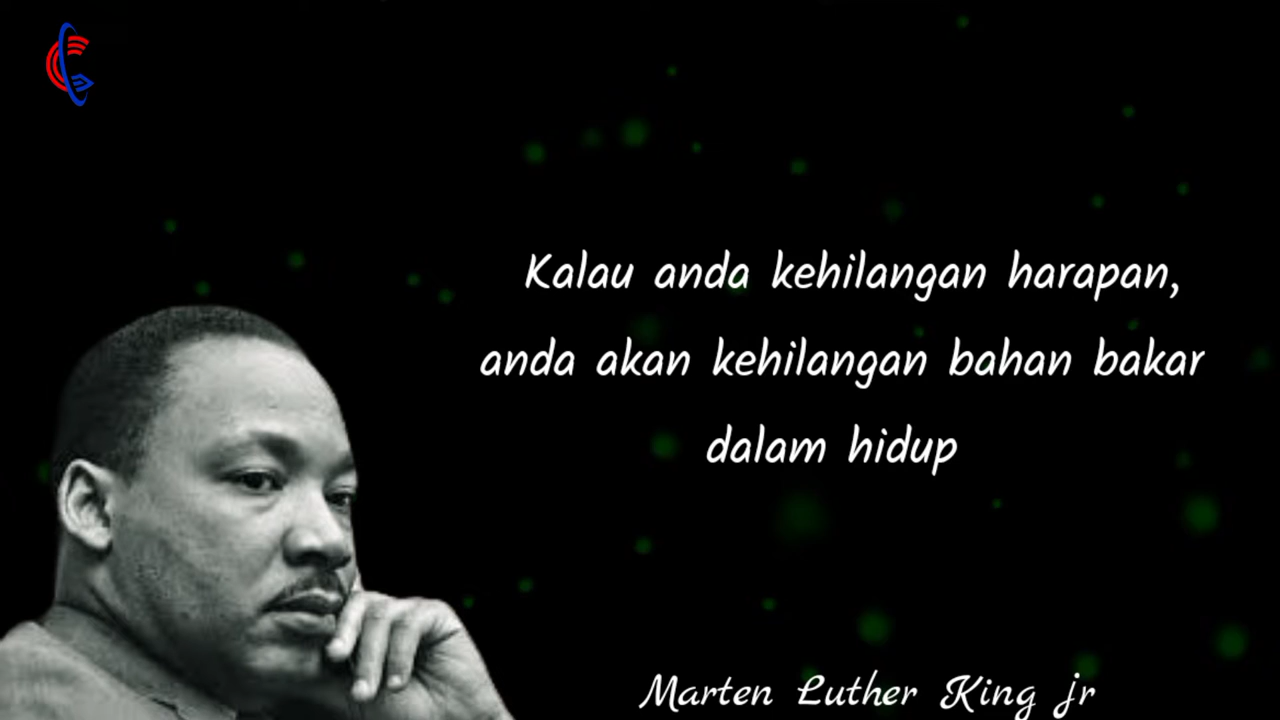 Kalau anda kehilangan harapan,
anda akan kehilangan bahan bakar
dalam hidup
Marten Luther King jr